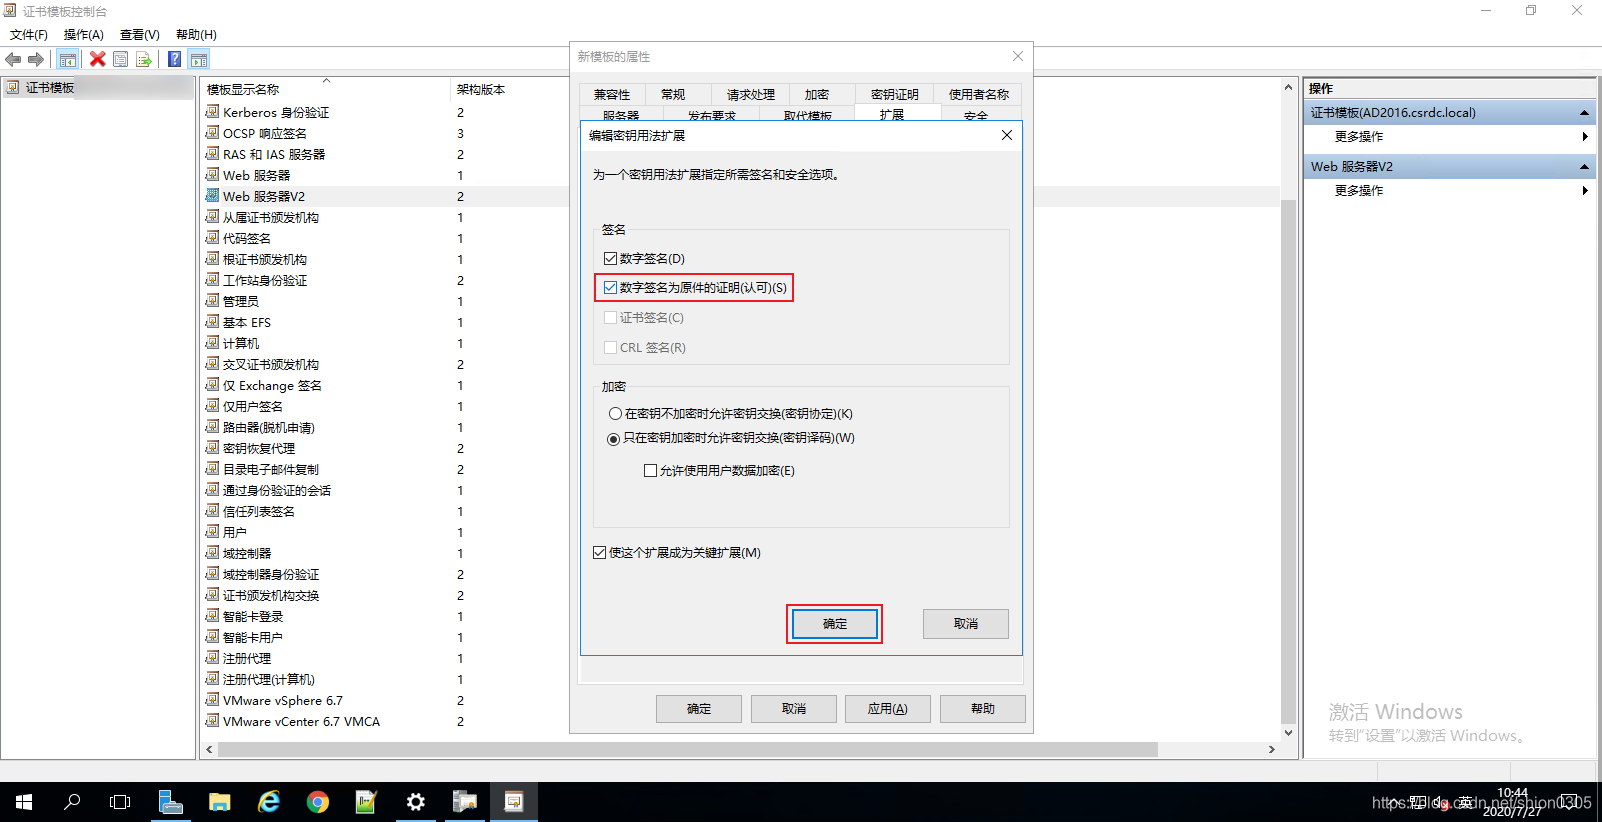 证书模板控制台
文件(F) 操作(A) 查看(V) 帮助(H)
证书模板
模板显示名称 架构版本
Kerberos 身份验证 2
OCSP 响应签名 3
RAS 和 IAS 服务器 2
Web 服务器 1
Web 服务器V2 2
从属证书颁发机构 1
代码签名 1
根证书颁发机构 1
工作站身份验证 2
管理员 1
基本 EFS 1
计算机 1
交叉证书颁发机构 2
仅 Exchange 签名 1
仅用户签名 1
路由器(脱机申请) 1
密钥恢复代理 2
目录电子邮件复制 2
通过身份验证的会话 1
信任列表签名 1
用户 1
域控制器 1
域控制器身份验证 2
证书颁发机构交换 2
智能卡登录 1
智能卡用户 1
注册代理 1
注册代理(计算机) 1
VMware vSphere 6.7 2
VMware vCenter 6.7 VMCA 2
新模板的属性
兼容性 常规 请求处理 加密 密钥证明 使用者名称
服务器 发布要求 取代模板 扩展 安全
编辑密钥用法扩展
为一个密钥用法扩展指定所需签名和安全选项。
签名
数字签名(D)
数字签名为原件的证明(认可)(S)
证书签名(C)
CRL 签名(R)
加密
在密钥不加密时允许密钥交换(密钥协定)(K)
只在密钥加密时允许密钥交换(密钥译码)(W)
允许使用用户数据加密(E)
使这个扩展成为关键扩展(M)
确定 取消
确定 取消 应用(A) 帮助
操作
证书模板(AD2016.csrdc.local)
更多操作
Web 服务器V2
更多操作
激活 Windows
转到"设置"以激活 Windows。
英
10:44
2020/7/27
https://blog.csdn.net/shion0305